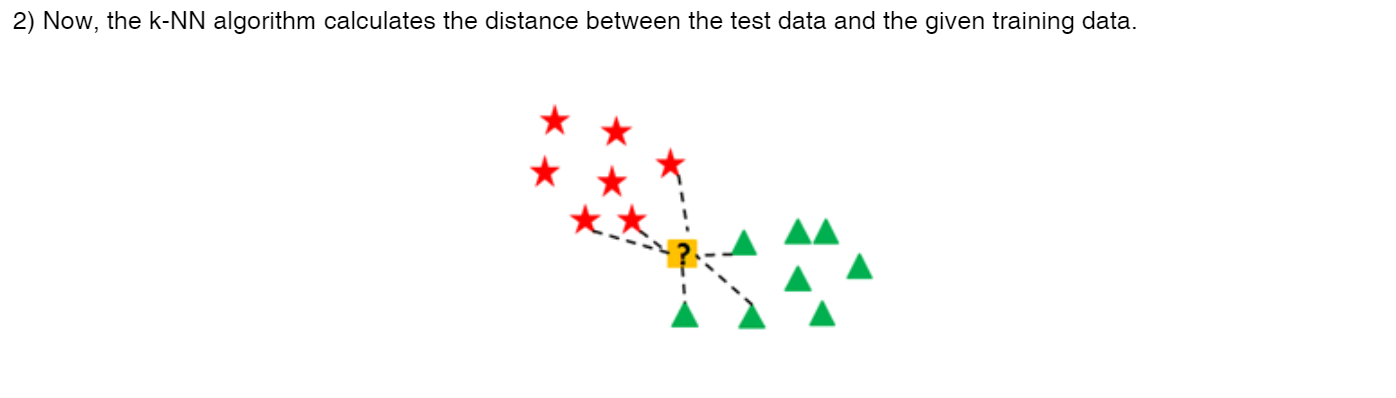 2) Now, the k-NN algorithm calculates the distance between the test data and the given training data.
?